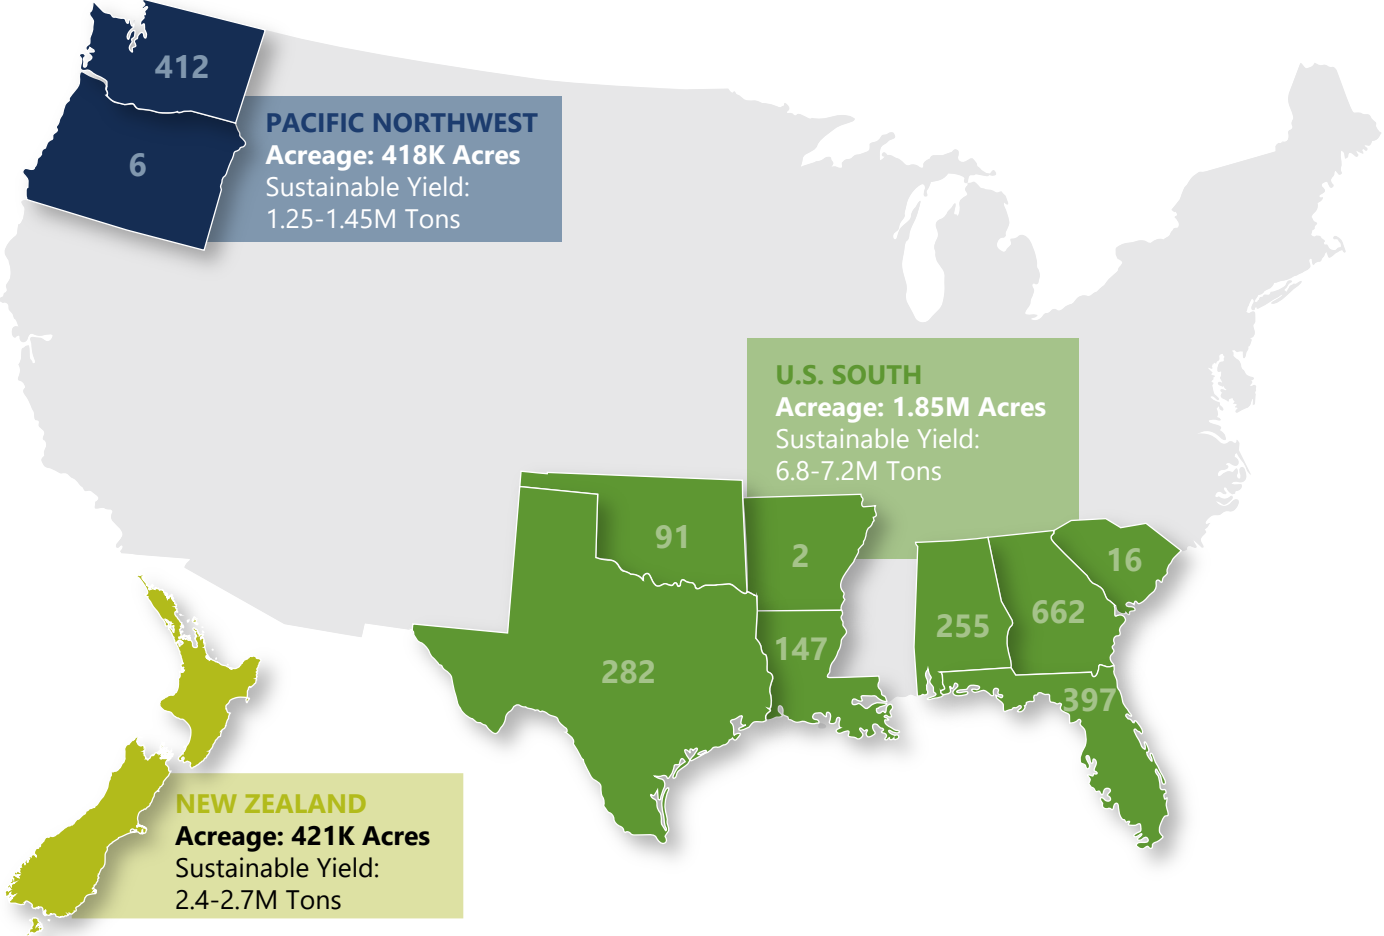 412
6
PACIFIC NORTHWEST
Acreage: 418K Acres
Sustainable Yield:
1.25-1.45M Tons
U.S. SOUTH
Acreage: 1.85M Acres
Sustainable Yield:
6.8-7.2M Tons
91
2
16
255
662
147
282
397
NEW ZEALAND
Acreage: 421K Acres
Sustainable Yield:
2.4-2.7M Tons